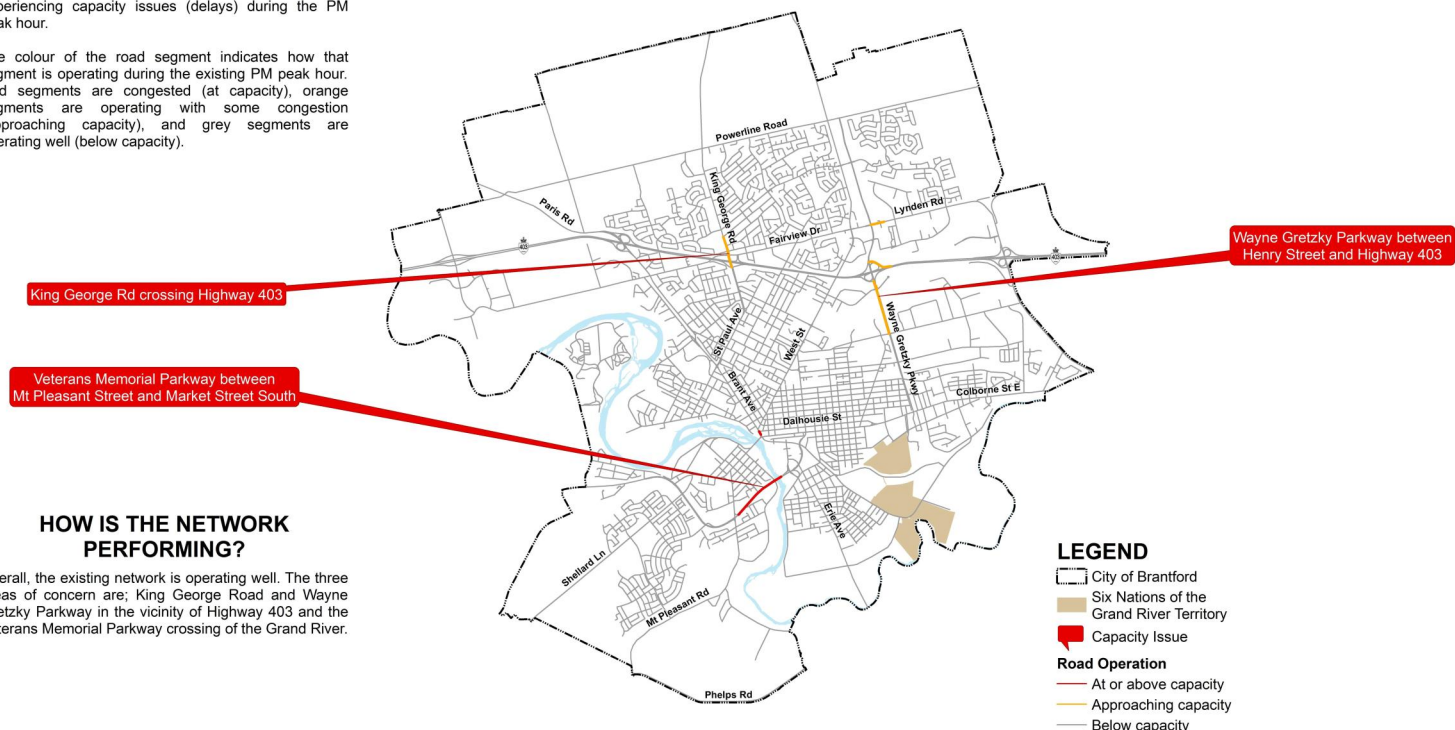 periencing capacity issues (delays) during the PM
ak hour.
e colour of the road segment indicates how that
gment is operating during the existing PM peak hour.
d segments are congested (at capacity), orange
gments are operating with some congestion
pproaching capacity), and grey segments are
erating well (below capacity).
Powerline Road
King George Rd
Paris Rd
Lynden Rd
Fairview Dr
403
403
Wayne Gretzky Parkway between
Henry Street and Highway 403
King George Rd crossing Highway 403
St Paul Ave
West St
Wayne Gretzky Pkwy
Veterans Memorial Parkway between
Mt Pleasant Street and Market Street South
Brant Ave
Colborne St E
Dalhousie St
Erie Ave
HOW IS THE NETWORK
PERFORMING?
erall, the existing network is operating well. The three
eas of concern are; King George Road and Wayne
etzky Parkway in the vicinity of Highway 403 and the
terans Memorial Parkway crossing of the Grand River.
Shellard Ln
Mt Pleasant Rd
Phelps Rd
LEGEND
City of Brantford
Six Nations of the
Grand River Territory
Capacity Issue
Road Operation
At or above capacity
Approaching capacity
Below capacity